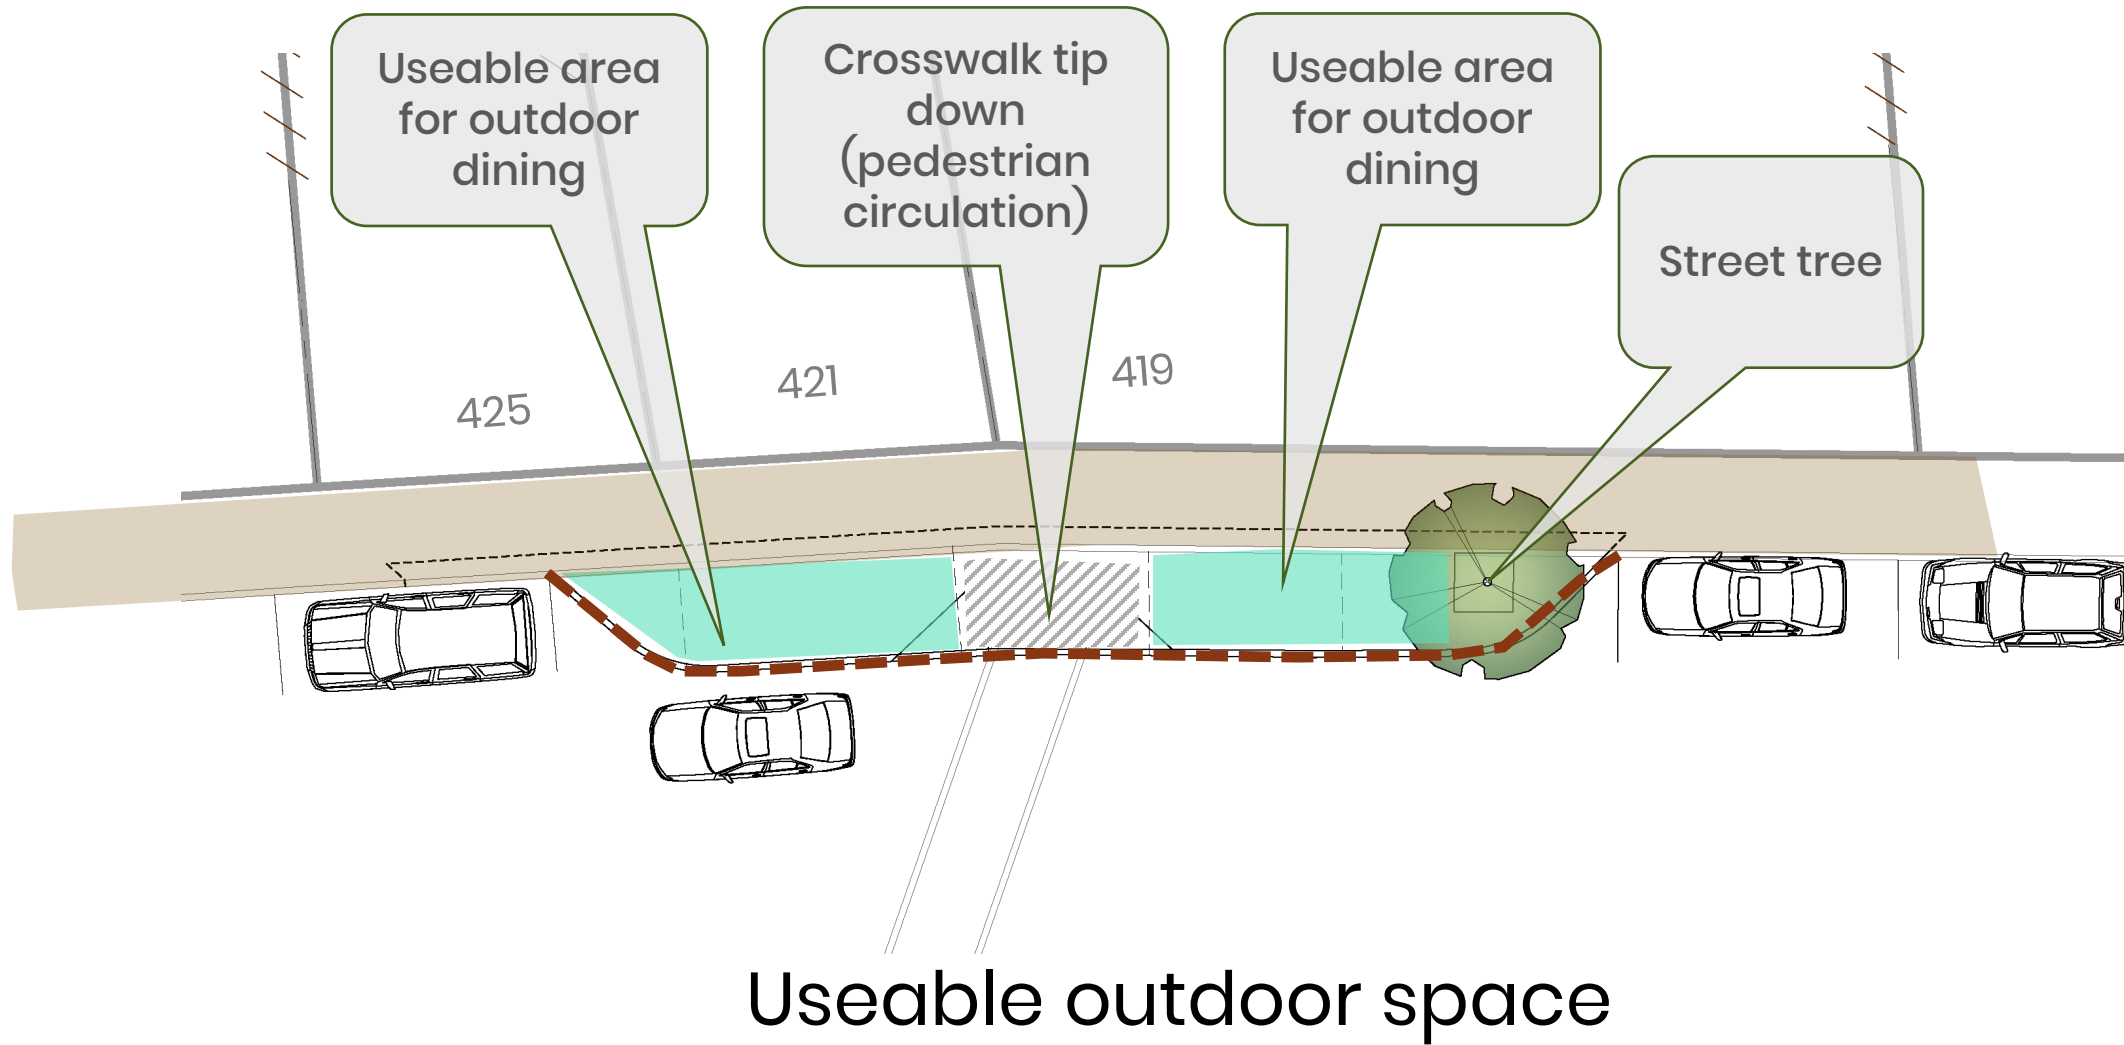 Useable area
for outdoor
dining
Crosswalk tip
down
(pedestrian
circulation)
Useable area
for outdoor
dining
Street tree
425
421
419
Useable outdoor space